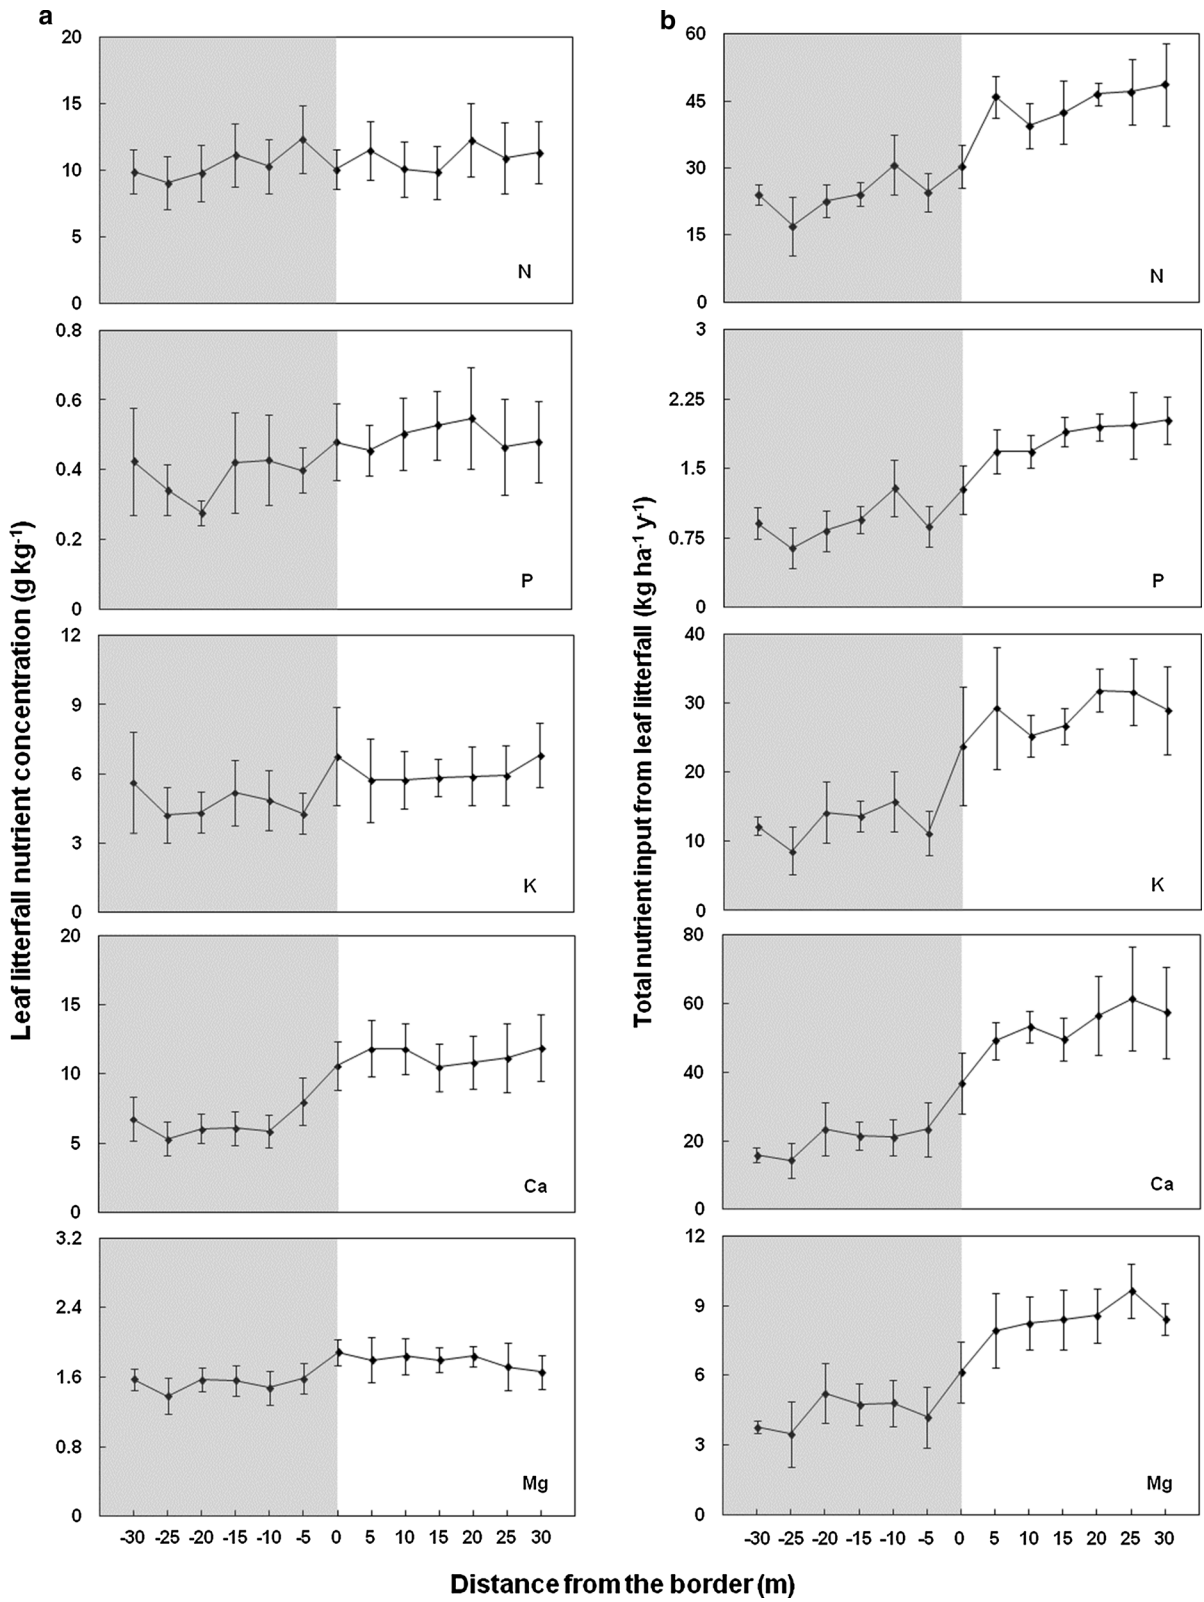 a
20
15
10
5
0
N
0.8
0.6
0.4
0.2
0
P
12
9
6
3
0
K
20
15
10
5
0
Ca
3.2
2.4
1.6
0.8
0
Mg
-30 -25 -20 -15 -10 -5 0 5 10 15 20 25 30
Leaf litterfall nutrient concentration (g kg-1)
b
60
45
30
15
0
N
3
2.25
1.5
0.75
0
P
40
30
20
10
0
K
80
60
40
20
0
Ca
12
9
6
3
0
Mg
-30 -25 -20 -15 -10 -5 0 5 10 15 20 25 30
Total nutrient input from leaf litterfall (kg ha-1 y-1)
Distance from the border (m)